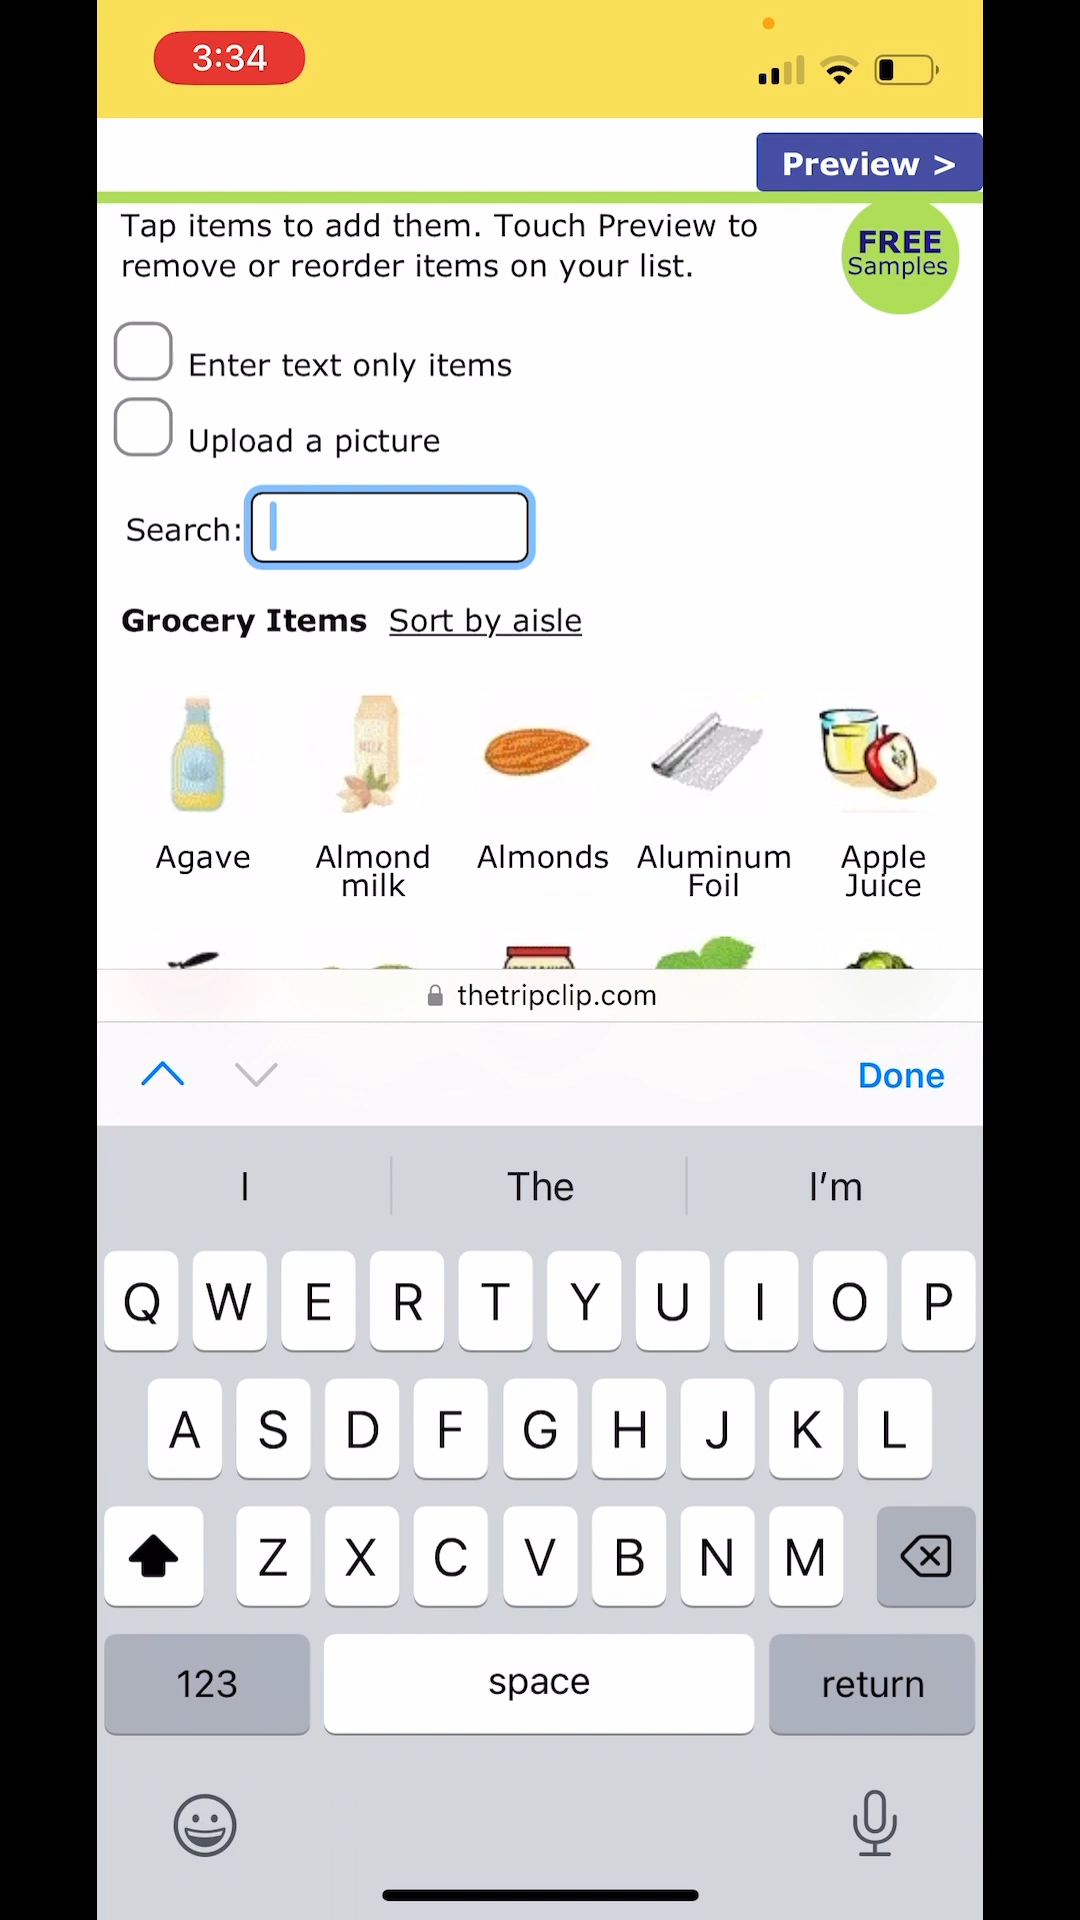 3:34
Preview >
Tap items to add them. Touch Preview to
remove or reorder items on your list.
FREE
Samples
Enter text only items
Upload a picture
Search:
Grocery Items Sort by aisle
MILK
Agave
Almond
milk
Almonds
Aluminum
Foil
Apple
Juice
thetripclip.com
Done
I The I'm
Q W E R T Y U I O P
A S D F G H J K L
Z X C V B N M
123 space return